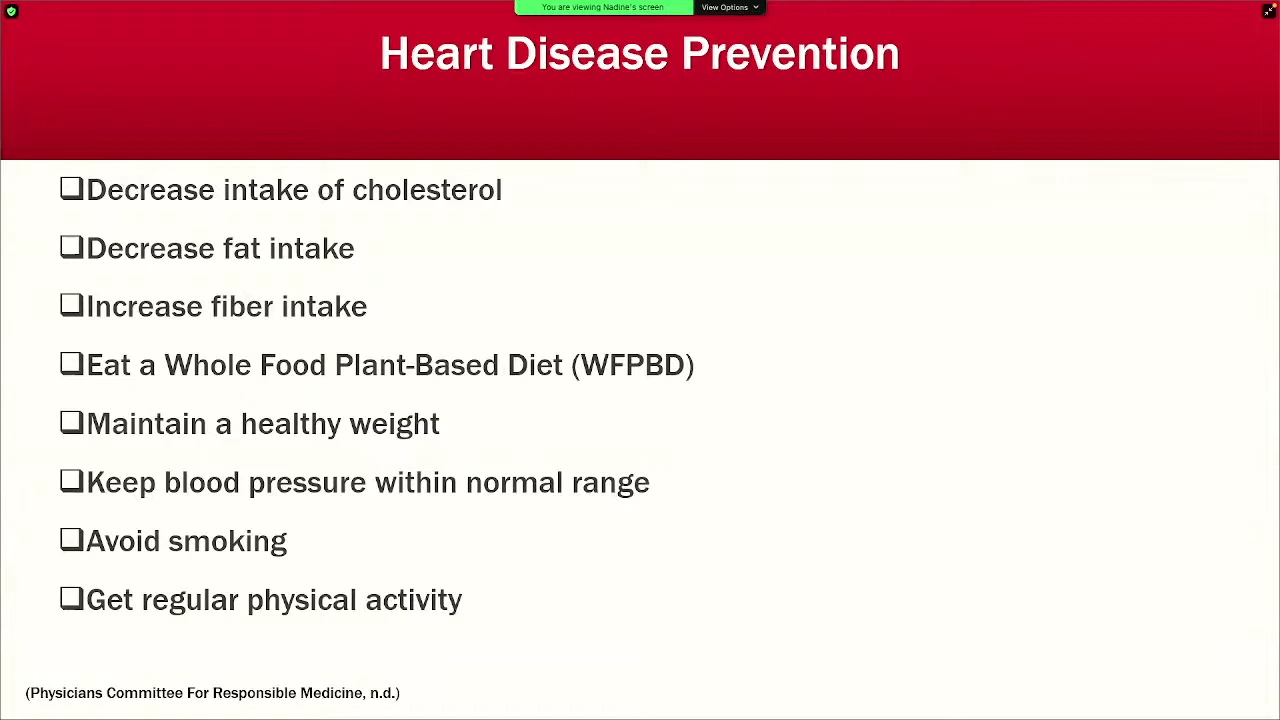 You are viewing Nadine's screen View Options
Heart Disease Prevention
❑Decrease intake of cholesterol
❑Decrease fat intake
❑Increase fiber intake
❑Eat a Whole Food Plant-Based Diet (WFPBD)
❑Maintain a healthy weight
❑Keep blood pressure within normal range
❑Avoid smoking
❑Get regular physical activity
(Physicians Committee For Responsible Medicine, n.d.)